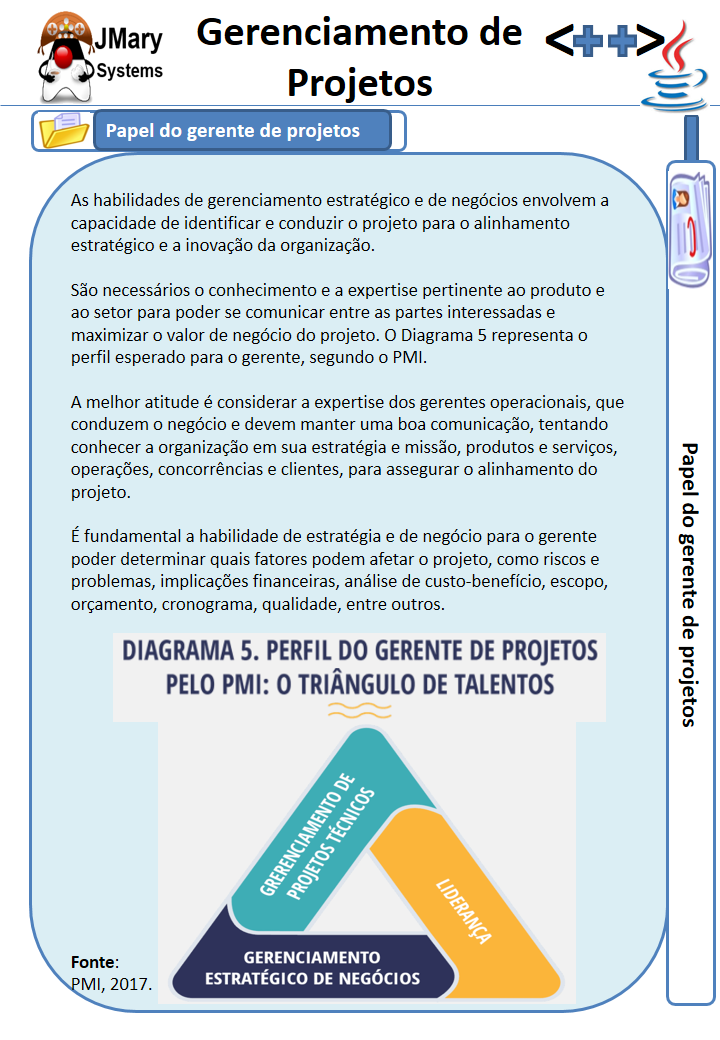 JMary
Systems
Gerenciamento de
Projetos
<++>
Papel do gerente de projetos
As habilidades de gerenciamento estratégico e de negócios envolvem a
capacidade de identificar e conduzir o projeto para o alinhamento
estratégico e a inovação da organização.
São necessários o conhecimento e a expertise pertinente ao produto e
ao setor para poder se comunicar entre as partes interessadas e
maximizar o valor de negócio do projeto. O Diagrama 5 representa o
perfil esperado para o gerente, segundo o PMI.
A melhor atitude é considerar a expertise dos gerentes operacionais, que
conduzem o negócio e devem manter uma boa comunicação, tentando
conhecer a organização em sua estratégia e missão, produtos e serviços,
operações, concorrências e clientes, para assegurar o alinhamento do
projeto.
É fundamental a habilidade de estratégia e de negócio para o gerente
poder determinar quais fatores podem afetar o projeto, como riscos e
problemas, implicações financeiras, análise de custo-benefício, escopo,
orçamento, cronograma, qualidade, entre outros.
DIAGRAMA 5. PERFIL DO GERENTE DE PROJETOS
PELO PMI: O TRIÂNGULO DE TALENTOS
GRERENCIAMENTO DE
PROJETOS TÉCNICOS
LIDERANÇA
GERENCIAMENTO
ESTRATÉGICO DE NEGÓCIOS
Fonte:
PMI, 2017.
Papel do gerente de projetos